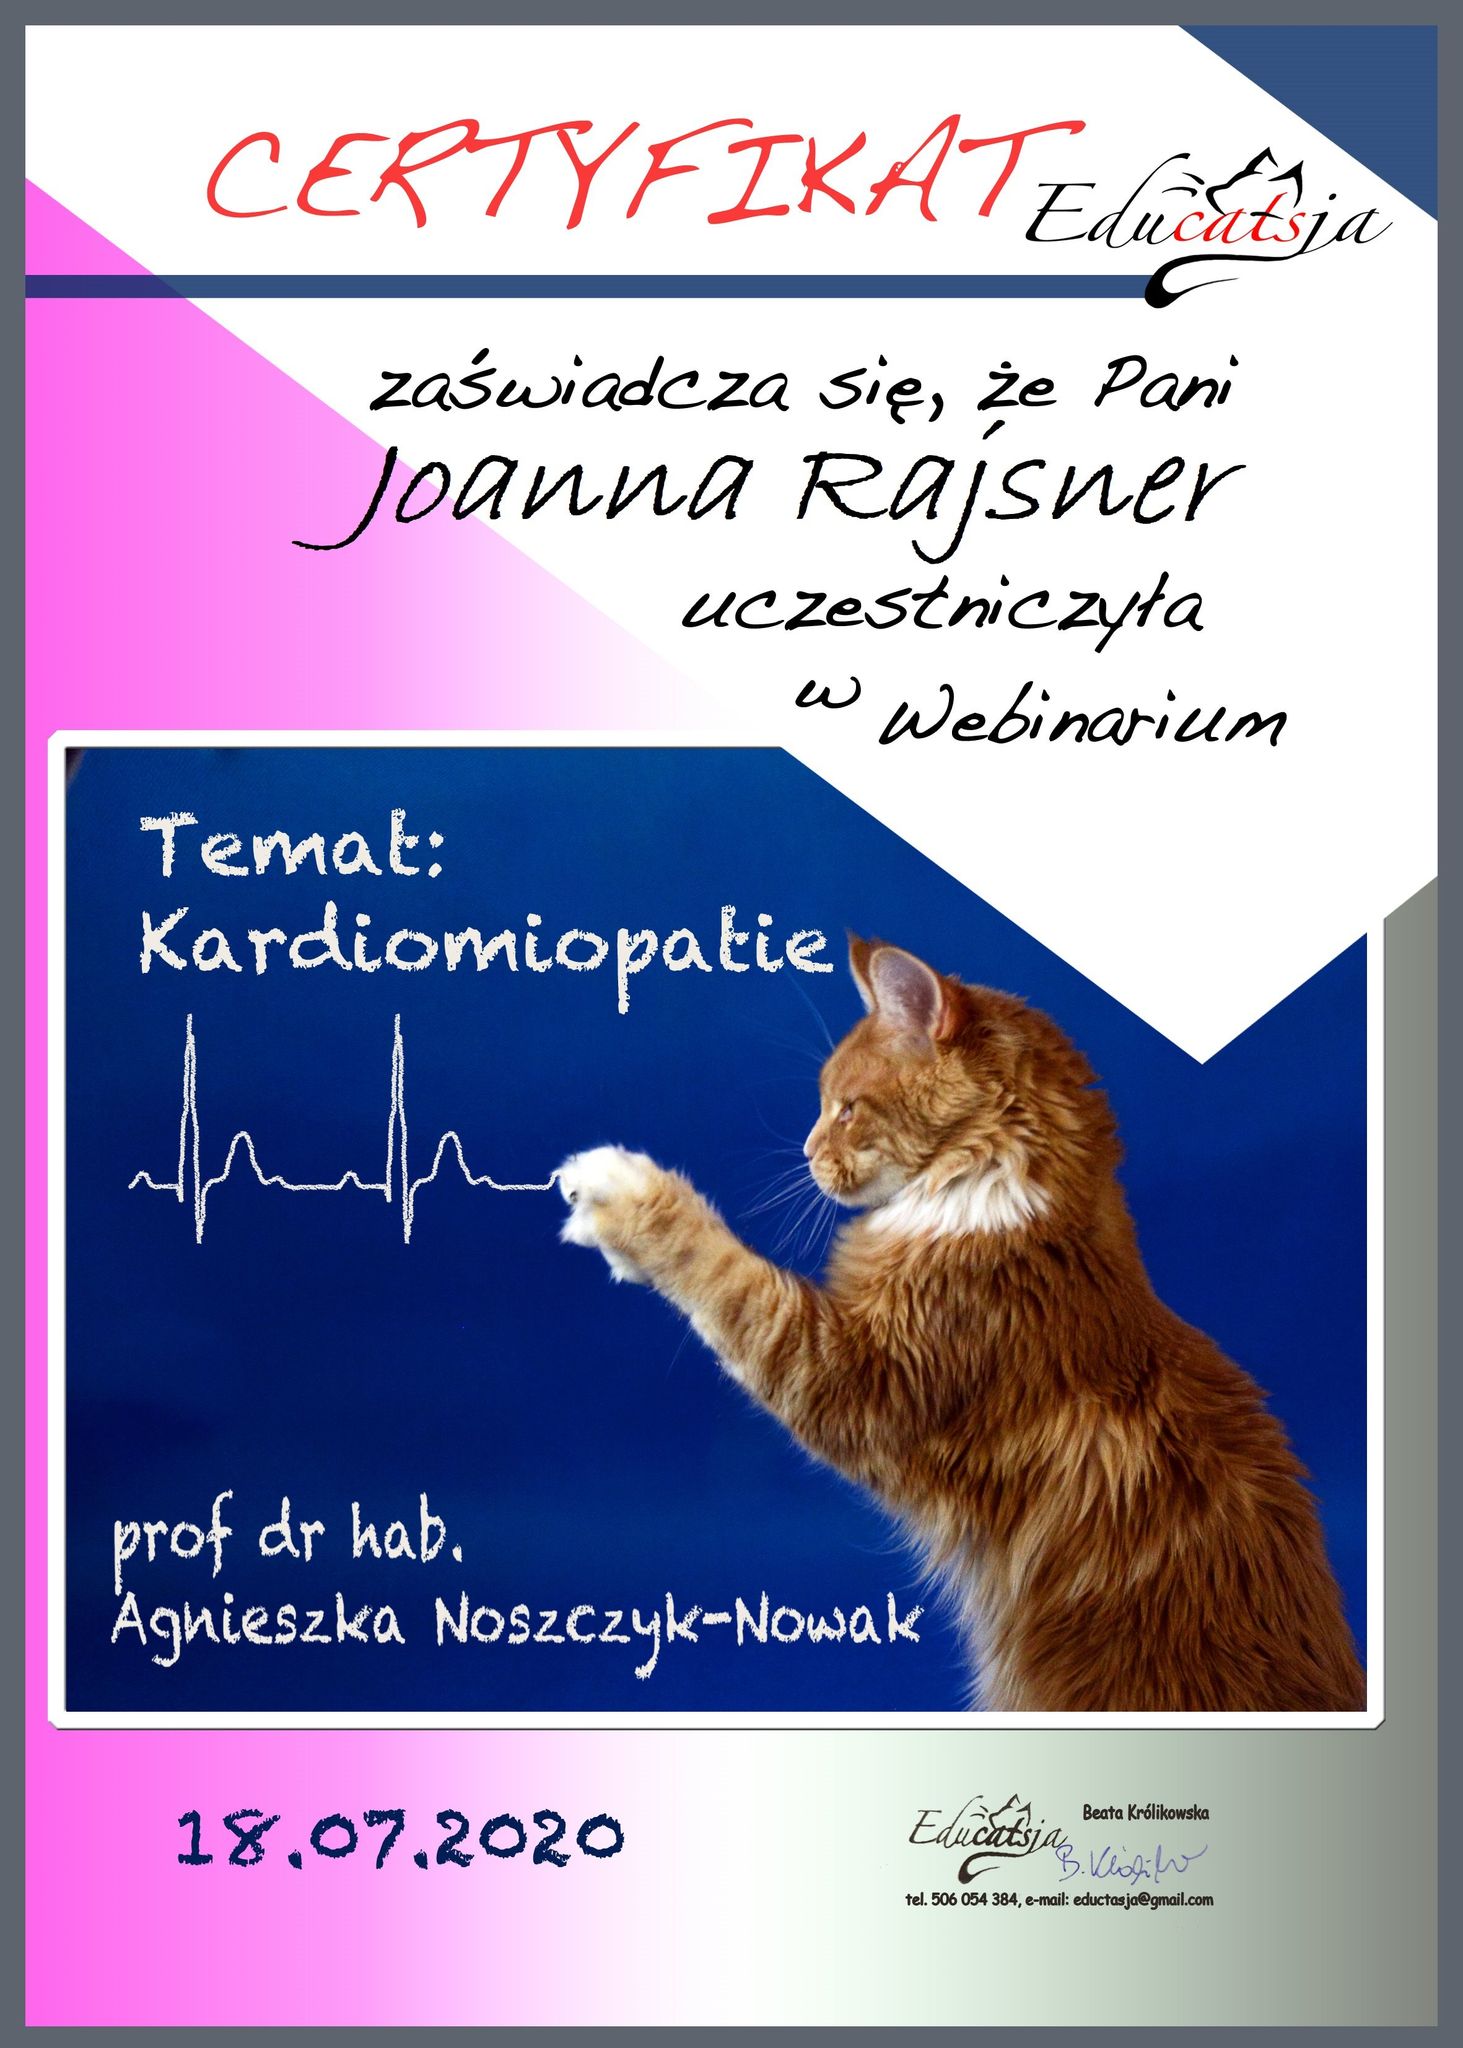 CERTYFIKAT
Educatsja
zaświadcza się, że Pani
Joanna Rajsner
uczestniczyła
w Webinarium
Temat:
Kardiomiopatie
prof dr hab.
Agnieszka Noszczyk-Nowak
18.07.2020
Educatsja
Beata Królikowska
tel. 506 054 384, e-mail: eductasja@gmail.com